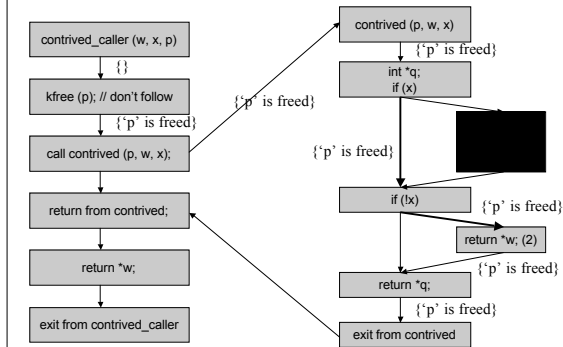 contrived_caller (w, x, p)
{}
kfree (p); // don't follow
{‘p’ is freed}
call contrived (p, w, x);
return from contrived;
return *w;
exit from contrived_caller
{‘p’ is freed}
contrived (p, w, x)
{‘p’ is freed}
int *q;
if (x)
{‘p’ is freed}
if (!x)
{‘p’ is freed}
return *w; (2)
{‘p’ is freed}
return *q;
{‘p’ is freed}
exit from contrived